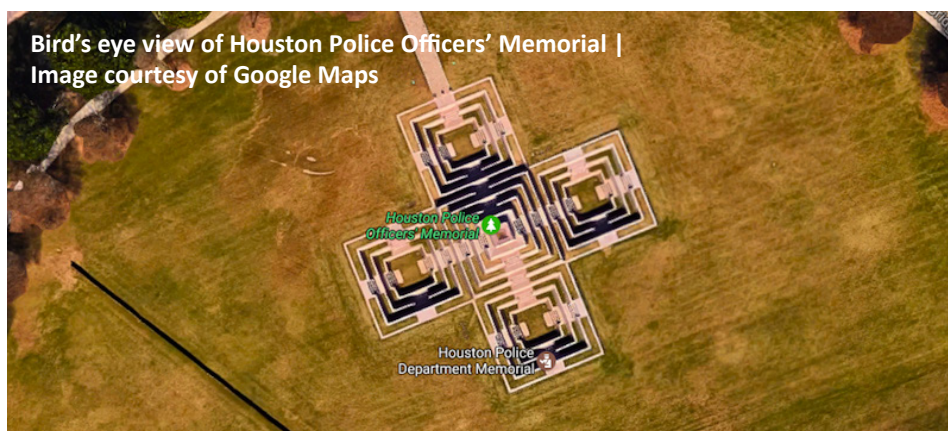 Bird's eye view of Houston Police Officers' Memorial |
Image courtesy of Google Maps
Houston Police
Officers' Memorial
Houston Police
Department Memorial